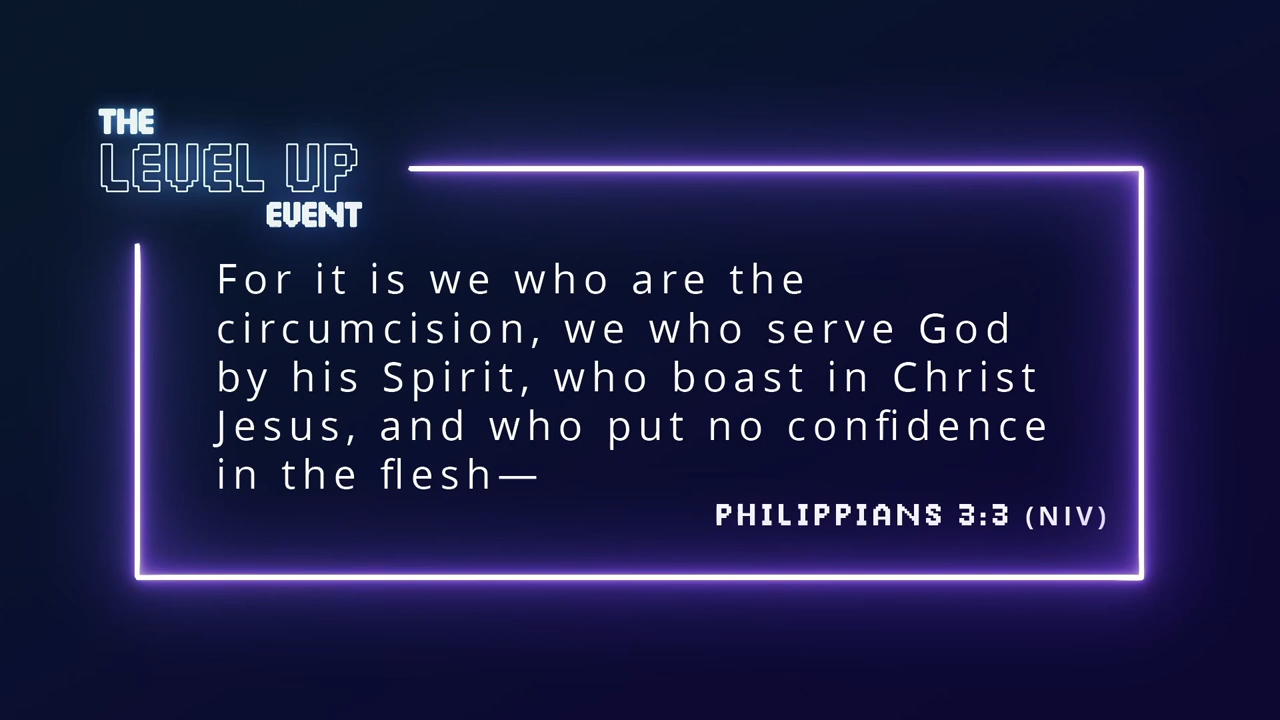 THE
LEVEL UP
EVENT
For it is we who are the
circumcision, we who serve God
by his Spirit, who boast in Christ
Jesus, and who put no confidence
in the flesh—
PHILIPPIANS 3:3 (NIV)